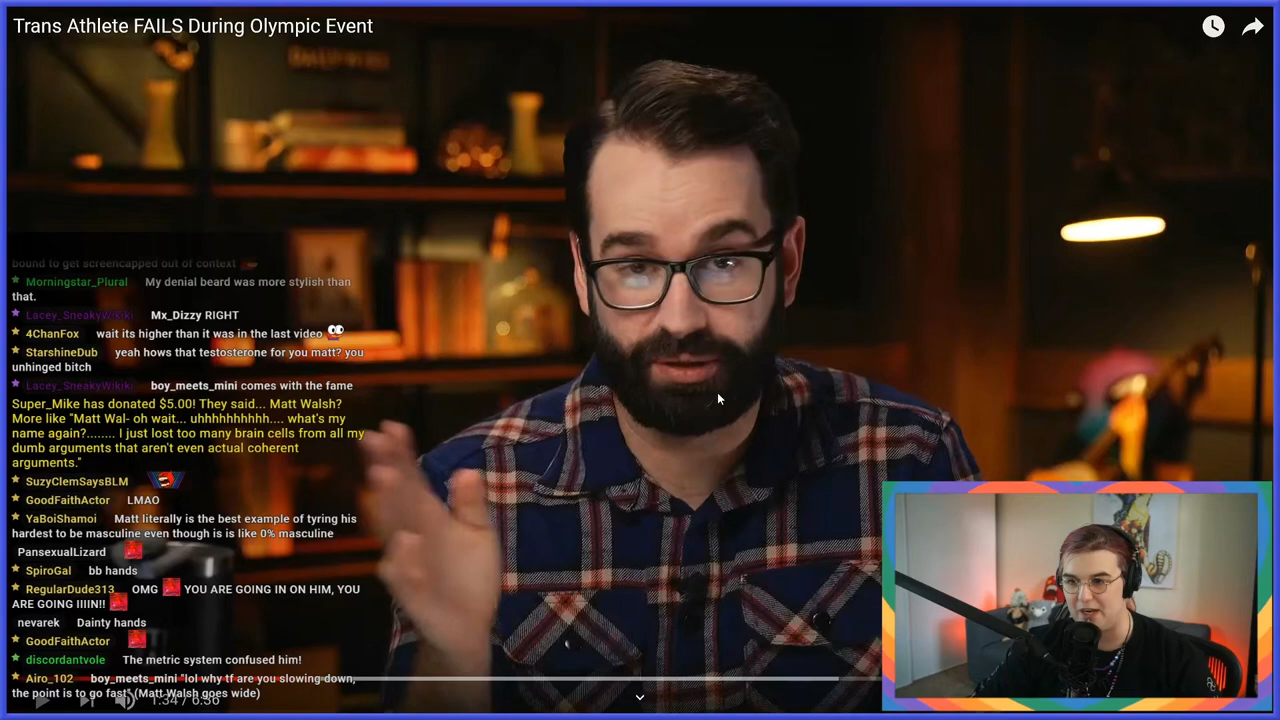 Trans Athlete FAILS During Olympic Event
bound to get screencapped out of context
Morningstar_Plural My denial beard was more stylish than
that.
Lacey_SneakyWikiki Mx_Dizzy RIGHT
4ChanFox wait its higher than it was in the last video
StarshineDub yeah hows that testosterone for you matt? you
unhinged bitch
Lacey_SneakyWikiki boy_meets_mini comes with the fame
Super_Mike has donated $5.00! They said... Matt Walsh?
More like "Matt Wal- oh wait... uhhhhhhhhhh.... what's my
name again?........ I just lost too many brain cells from all my
dumb arguments that aren't even actual coherent
arguments."
SuzyClemSaysBLM
GoodFaithActor LMAO
YaBoiShamoi Matt literally is the best example of tyring his
hardest to be masculine even though is is like 0% masculine
PansexualLizard
SpiroGal bb hands
RegularDude313 OMG YOU ARE GOING IN ON HIM, YOU
ARE GOING IIIIN!!
nevarek Dainty hands
GoodFaithActor
discordantvole The metric system confused him!
Airo_102 boy_meets_mini "lol why tf are you slowing down,
the point is to go fast" (Matt Walsh goes wide)
1:34 / 6:36